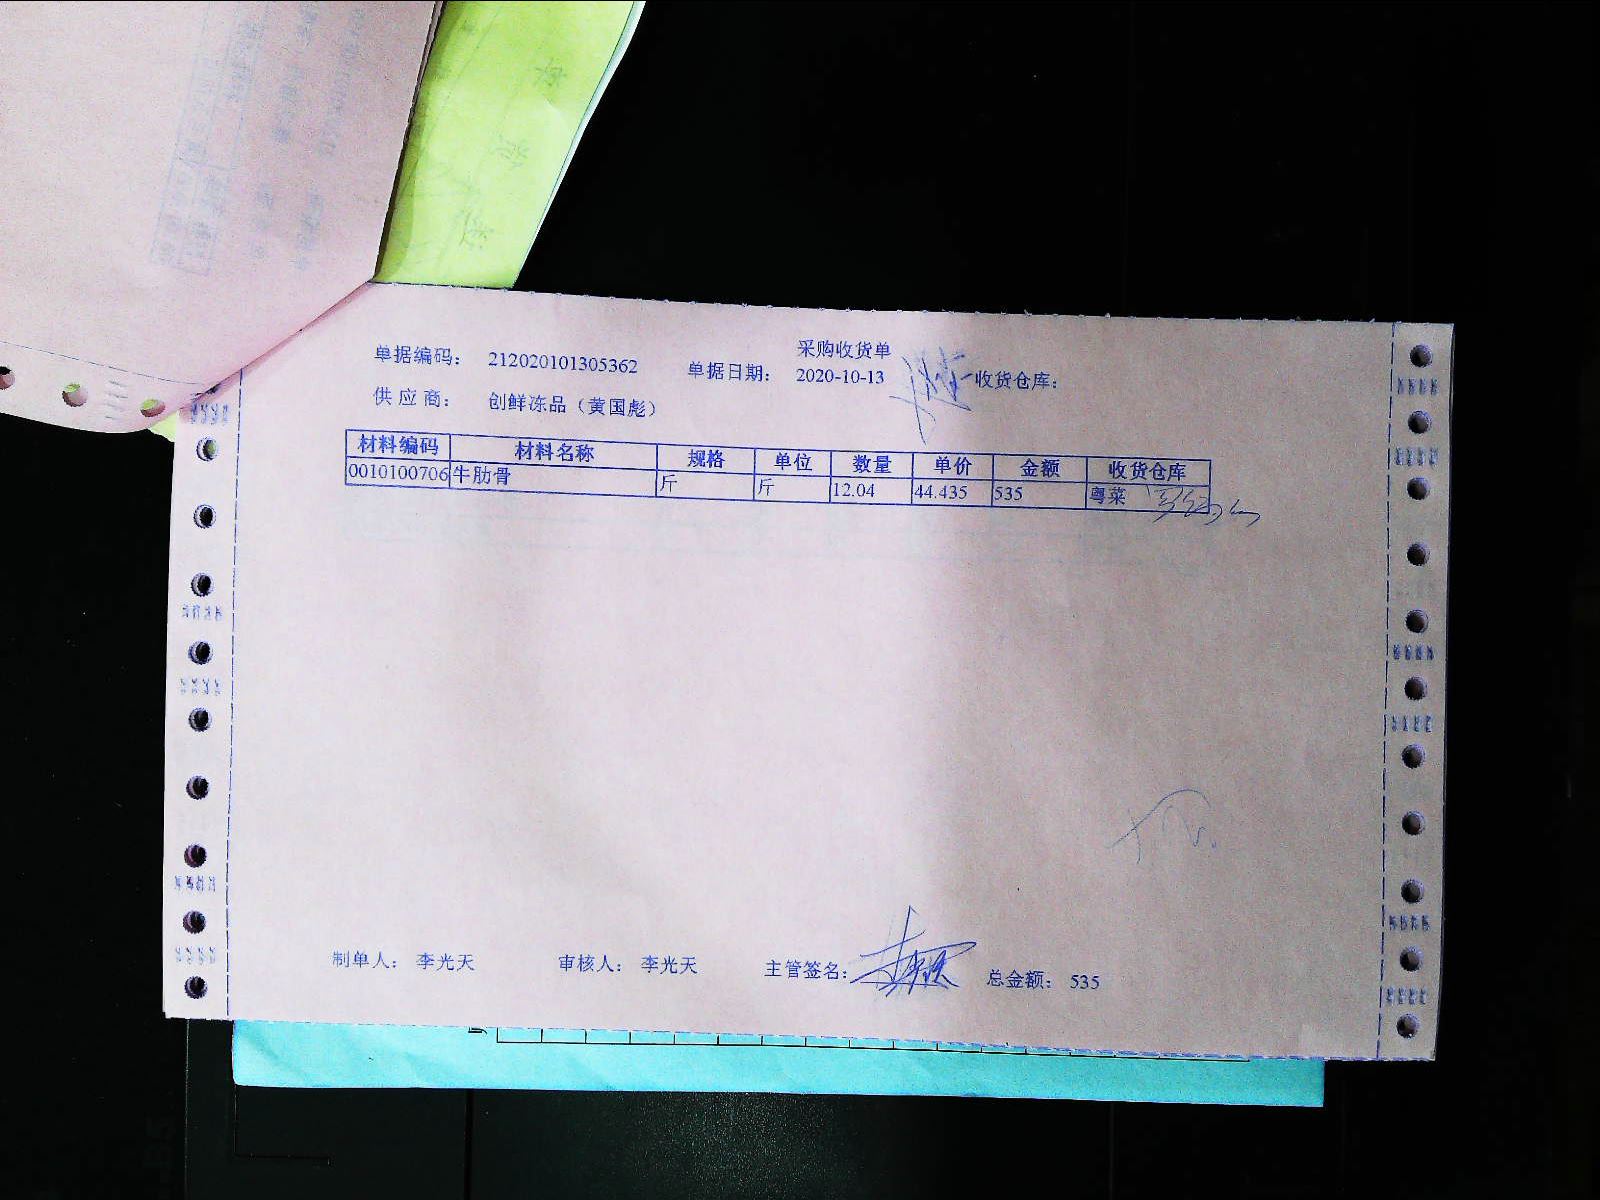 采购收货单
单据编码： 212020101305362 单据日期： 2020-10-13 收货仓库：
供应商： 创鲜冻品（黄国彪）
材料编码 材料名称 规格 单位 数量 单价 金额 收货仓库
0010100706 牛肋骨 斤 斤 12.04 44.435 535 粤菜
制单人： 李光天 审核人： 李光天 主管签名： 总金额： 535